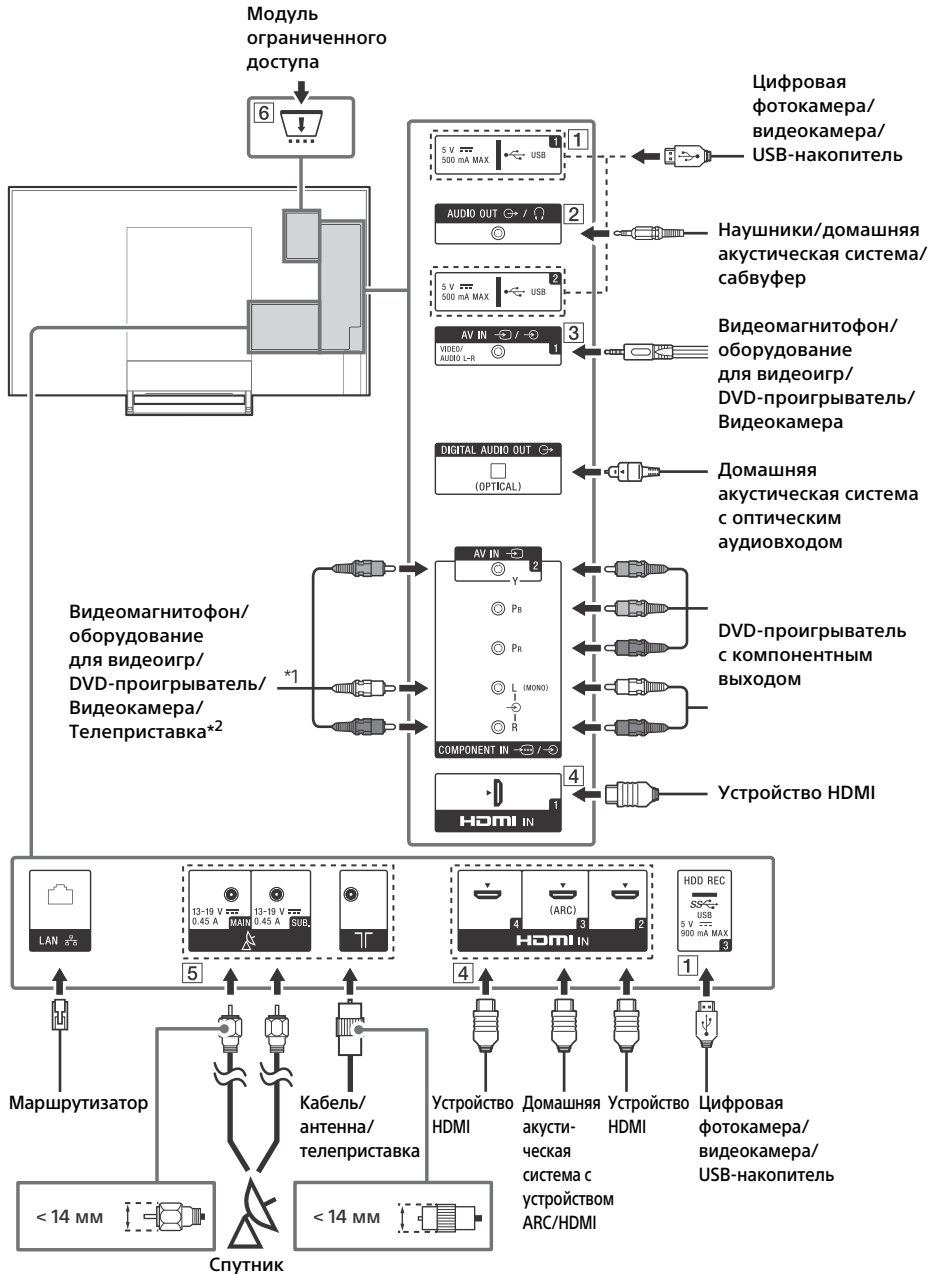 Модуль
ограниченного
доступа
6
5 V
500 mA MAX
USB
1
1
Цифровая
фотокамера/
видеокамера/
USB-накопитель
AUDIO OUT /
2
Наушники/домашняя
акустическая система/
сабвуфер
5 V
500 mA MAX
USB
2
AV IN /
VIDEO/
AUDIO L-R
1
3
Видеомагнитофон/
оборудование
для видеоигр/
DVD-проигрыватель/
Видеокамера
DIGITAL AUDIO OUT
(OPTICAL)
Домашняя
акустическая система
с оптическим
аудиовходом
AV IN
2
Y
PB
PR
L (MONO)
R
COMPONENT IN /
Видеомагнитофон/
оборудование
для видеоигр/
DVD-проигрыватель/
Видеокамера/
Телеприставка*2
*1
DVD-проигрыватель
с компонентным
выходом
4
1
HDMI IN
Устройство HDMI
LAN
13-19 V
0.45 A
MAIN
13-19 V
0.45 A
SUB.
5
(ARC)
4
3
2
HDMI IN
4
HDD REC
SS
USB
5 V
900 mA MAX
3
1
Маршрутизатор
Кабель/
антенна/
телеприставка
Устройство
HDMI
Домашняя
акусти-
ческая
система с
устройством
ARC/HDMI
Устройство
HDMI
Цифровая
фотокамера/
видеокамера/
USB-накопитель
< 14 мм
< 14 мм
Спутник